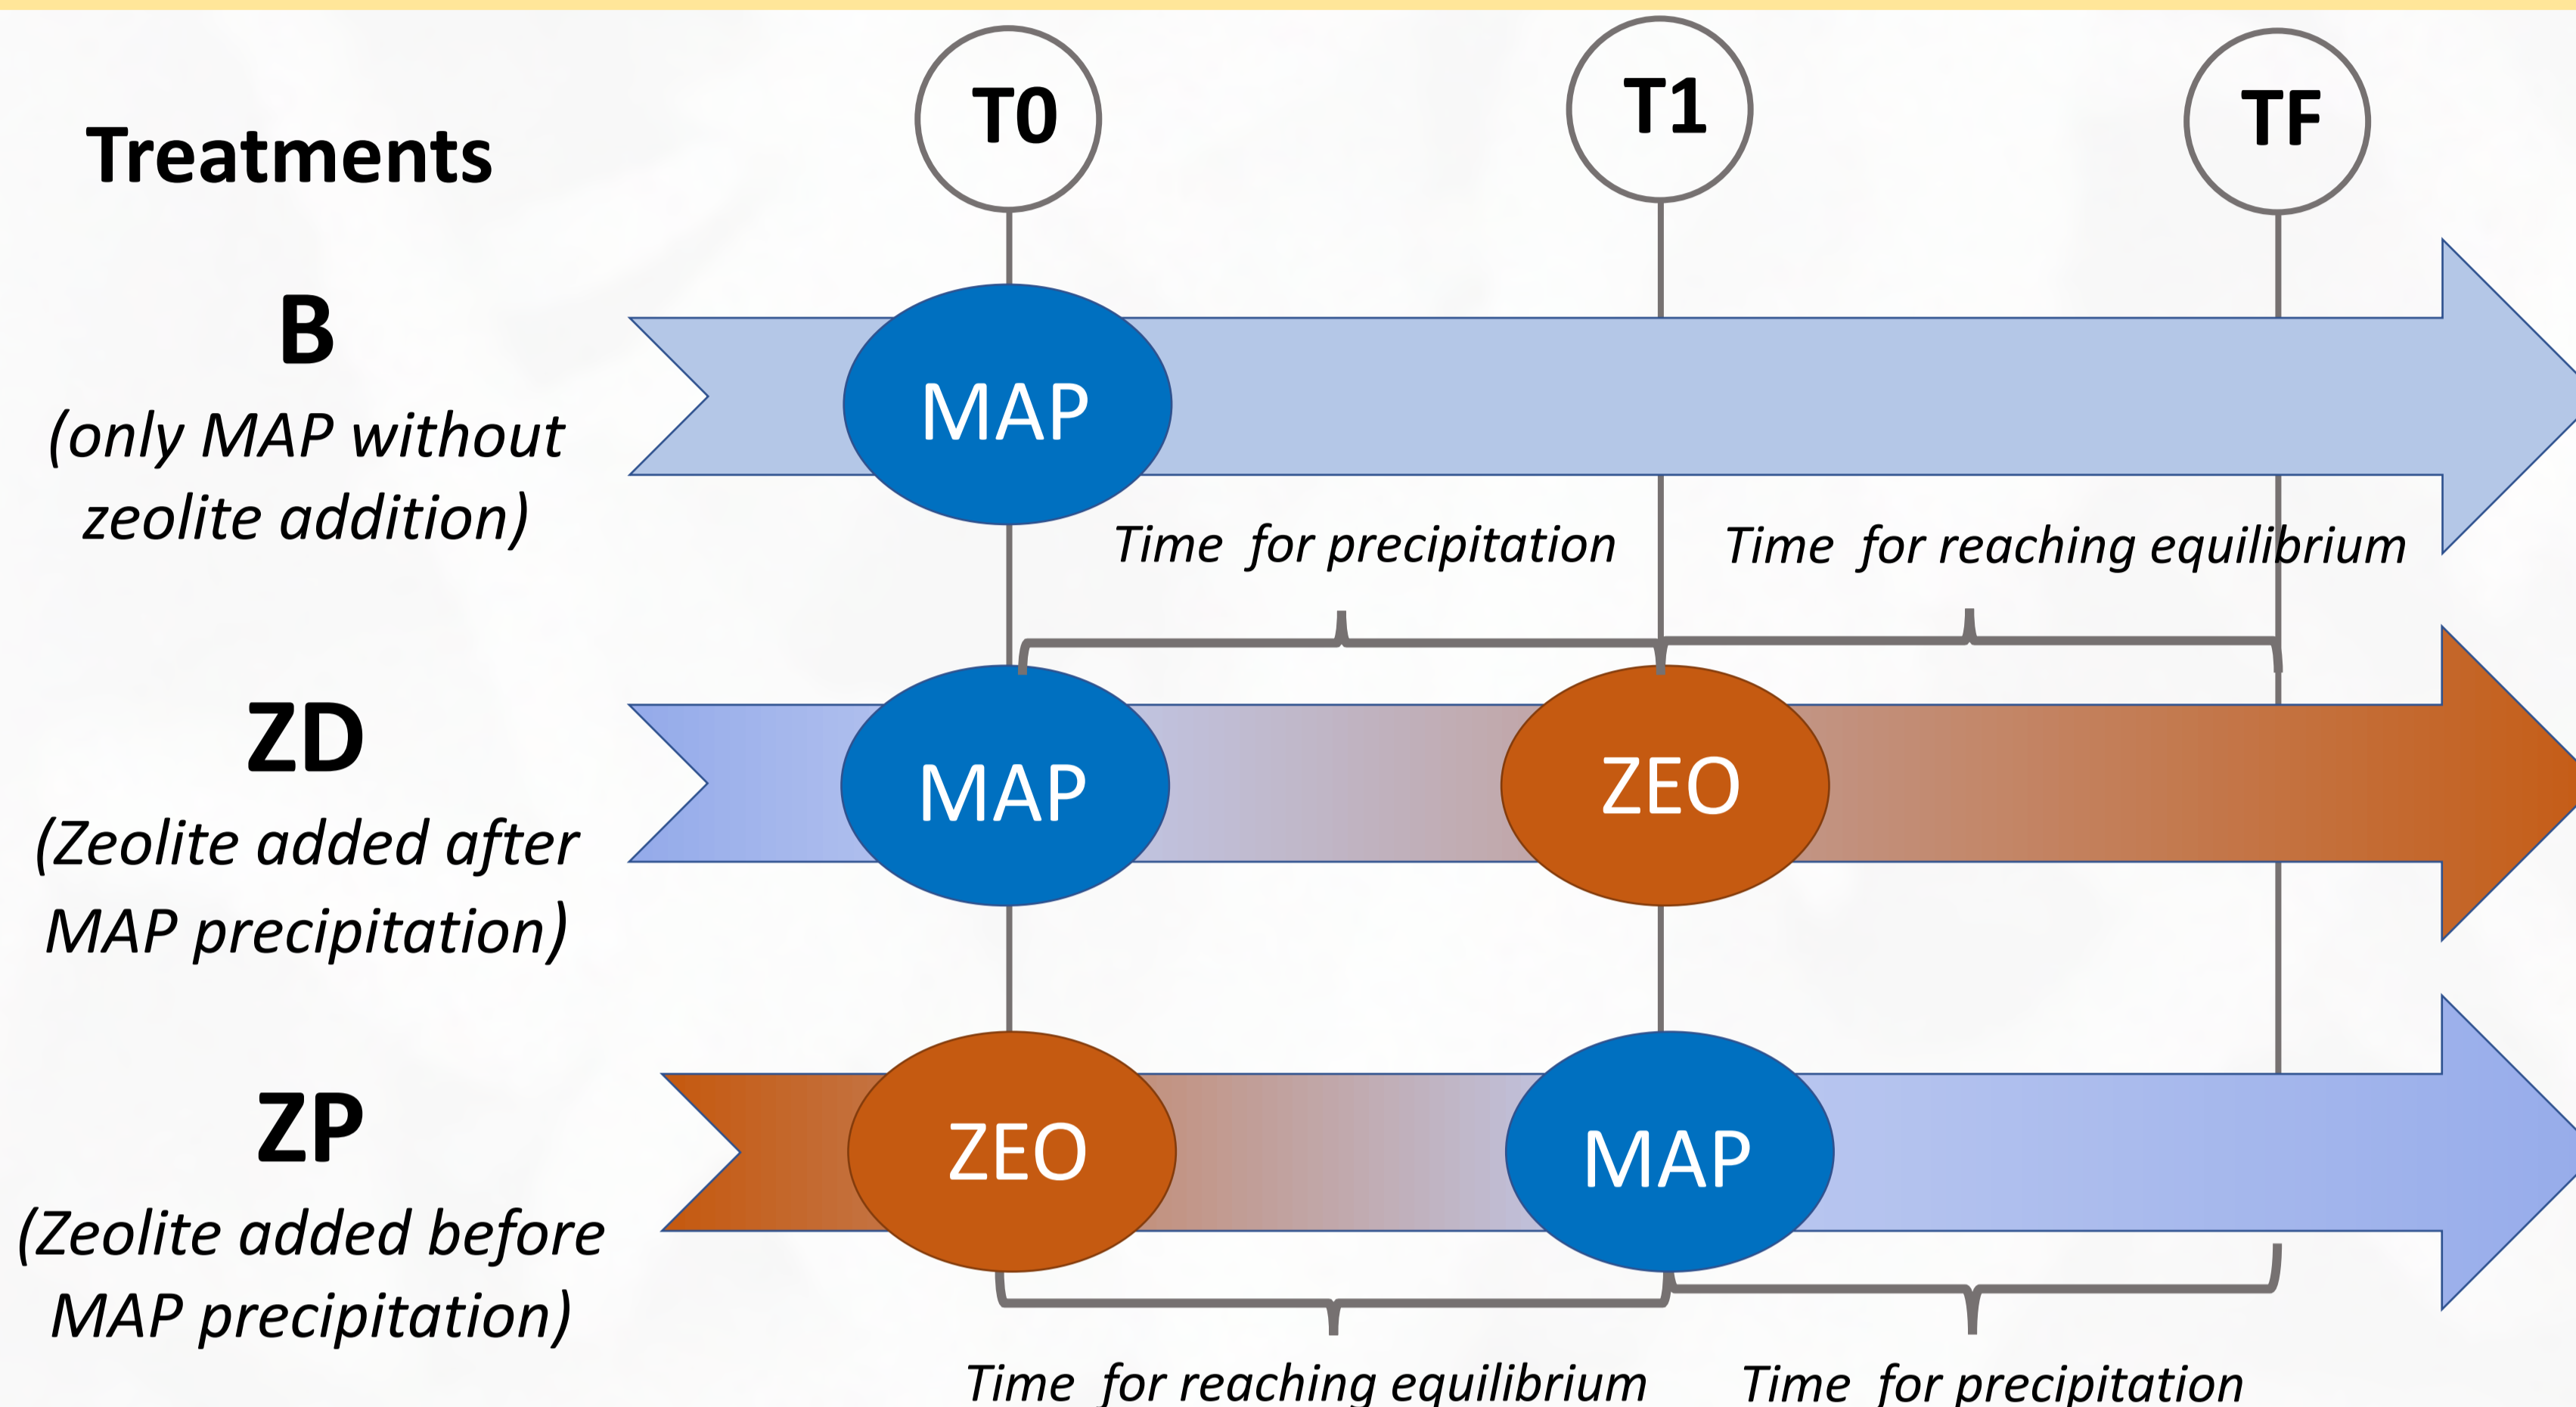 T0
T1
TF
Treatments
B
(only MAP without
zeolite addition)
MAP
Time for precipitation
Time for reaching equilibrium
ZD
(Zeolite added after
MAP precipitation)
MAP
ZEO
ZP
(Zeolite added before
MAP precipitation)
ZEO
MAP
Time for reaching equilibrium
Time for precipitation